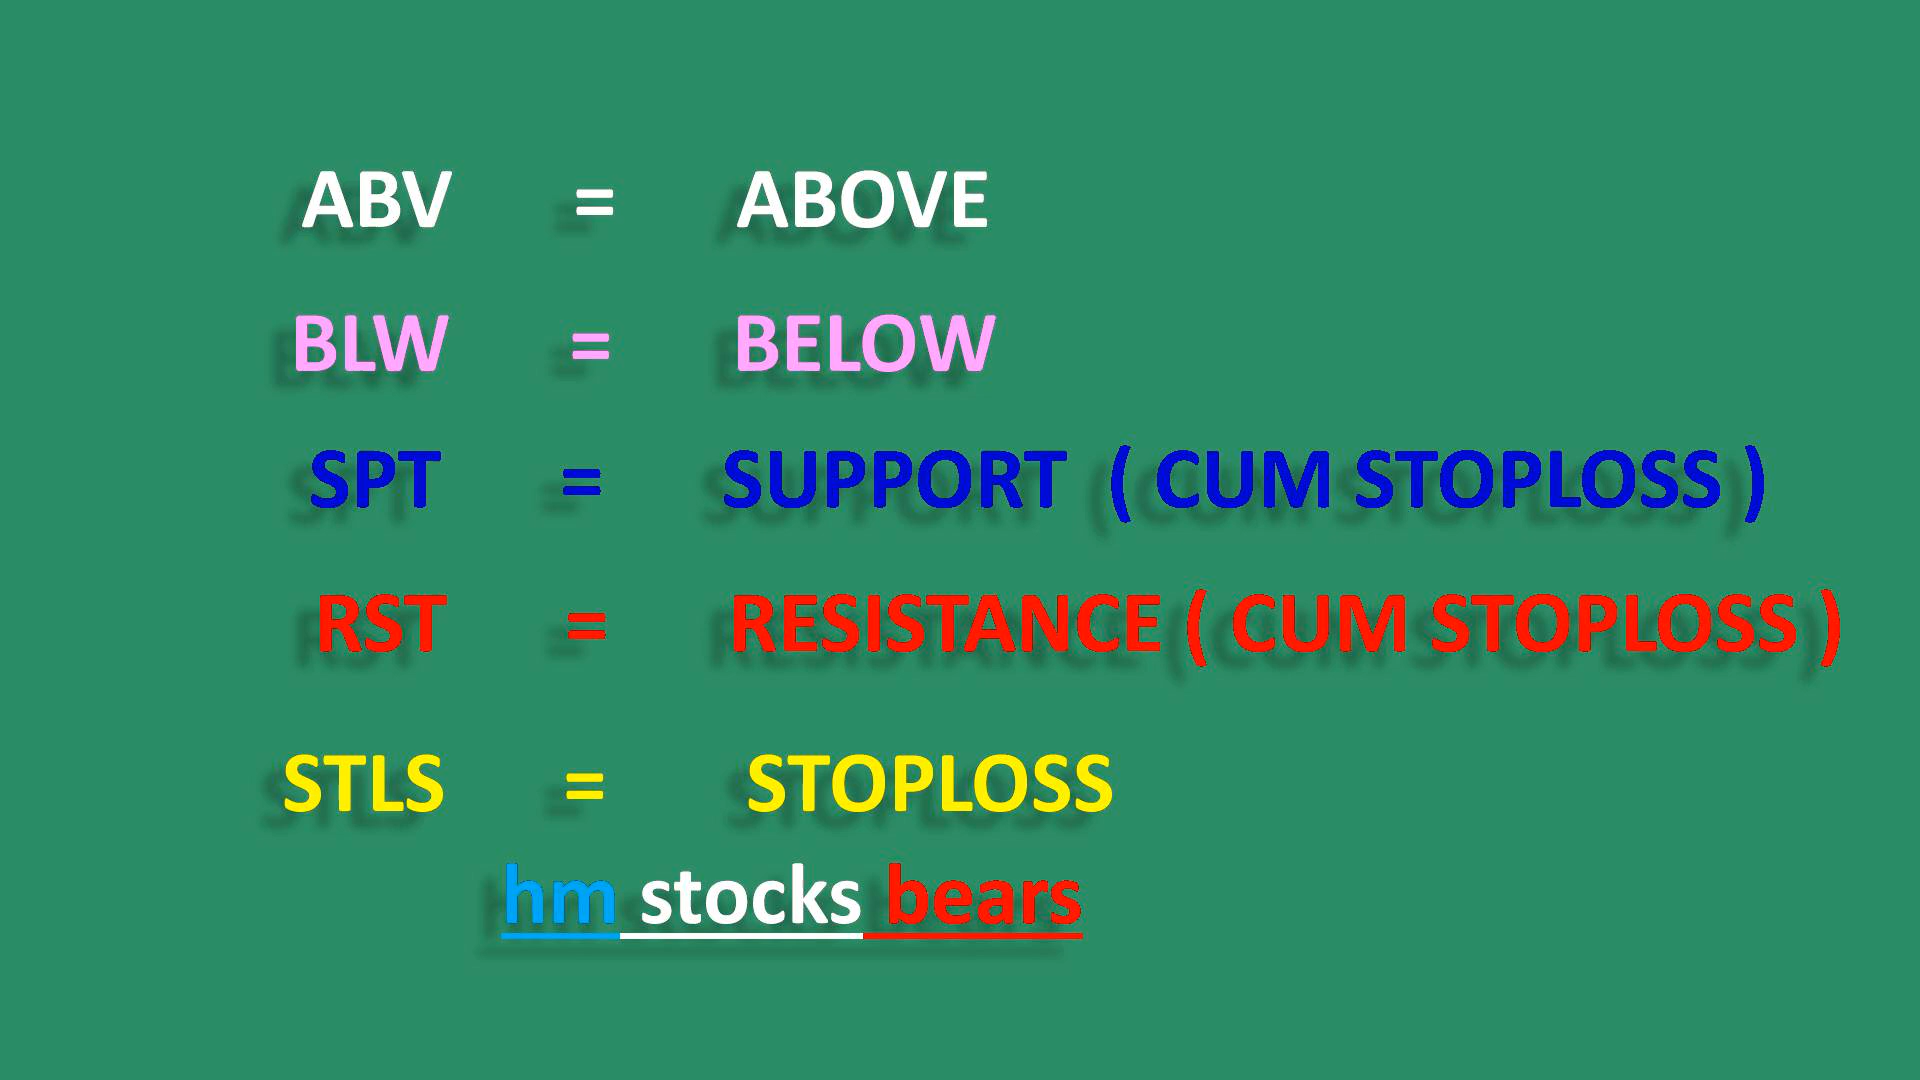 ABV = ABOVE
BLW = BELOW
SPT = SUPPORT ( CUM STOPLOSS )
RST = RESISTANCE ( CUM STOPLOSS )
STLS = STOPLOSS
hm stocks bears